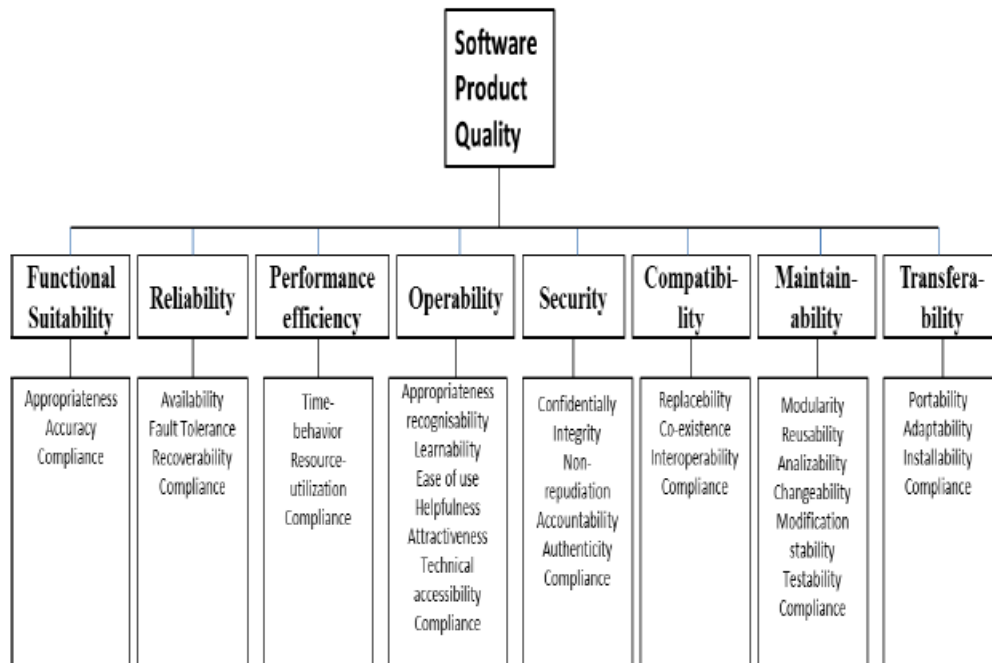 Software
Product
Quality
Functional
Suitability
Reliability
Performance
efficiency
Operability
Security
Compatibi-
lity
Maintain-
ability
Transfera-
bility
Appropriateness
Accuracy
Compliance
Availability
Fault Tolerance
Recoverability
Compliance
Time-
behavior
Resource-
utilization
Compliance
Appropriateness
recognisability
Learnability
Ease of use
Helpfulness
Attractiveness
Technical
accessibility
Compliance
Confidentially
Integrity
Non-
repudiation
Accountability
Authenticity
Compliance
Replacebility
Co-existence
Interoperability
Compliance
Modularity
Reusability
Analizability
Changeability
Modification
stability
Testability
Compliance
Portability
Adaptability
Installability
Compliance